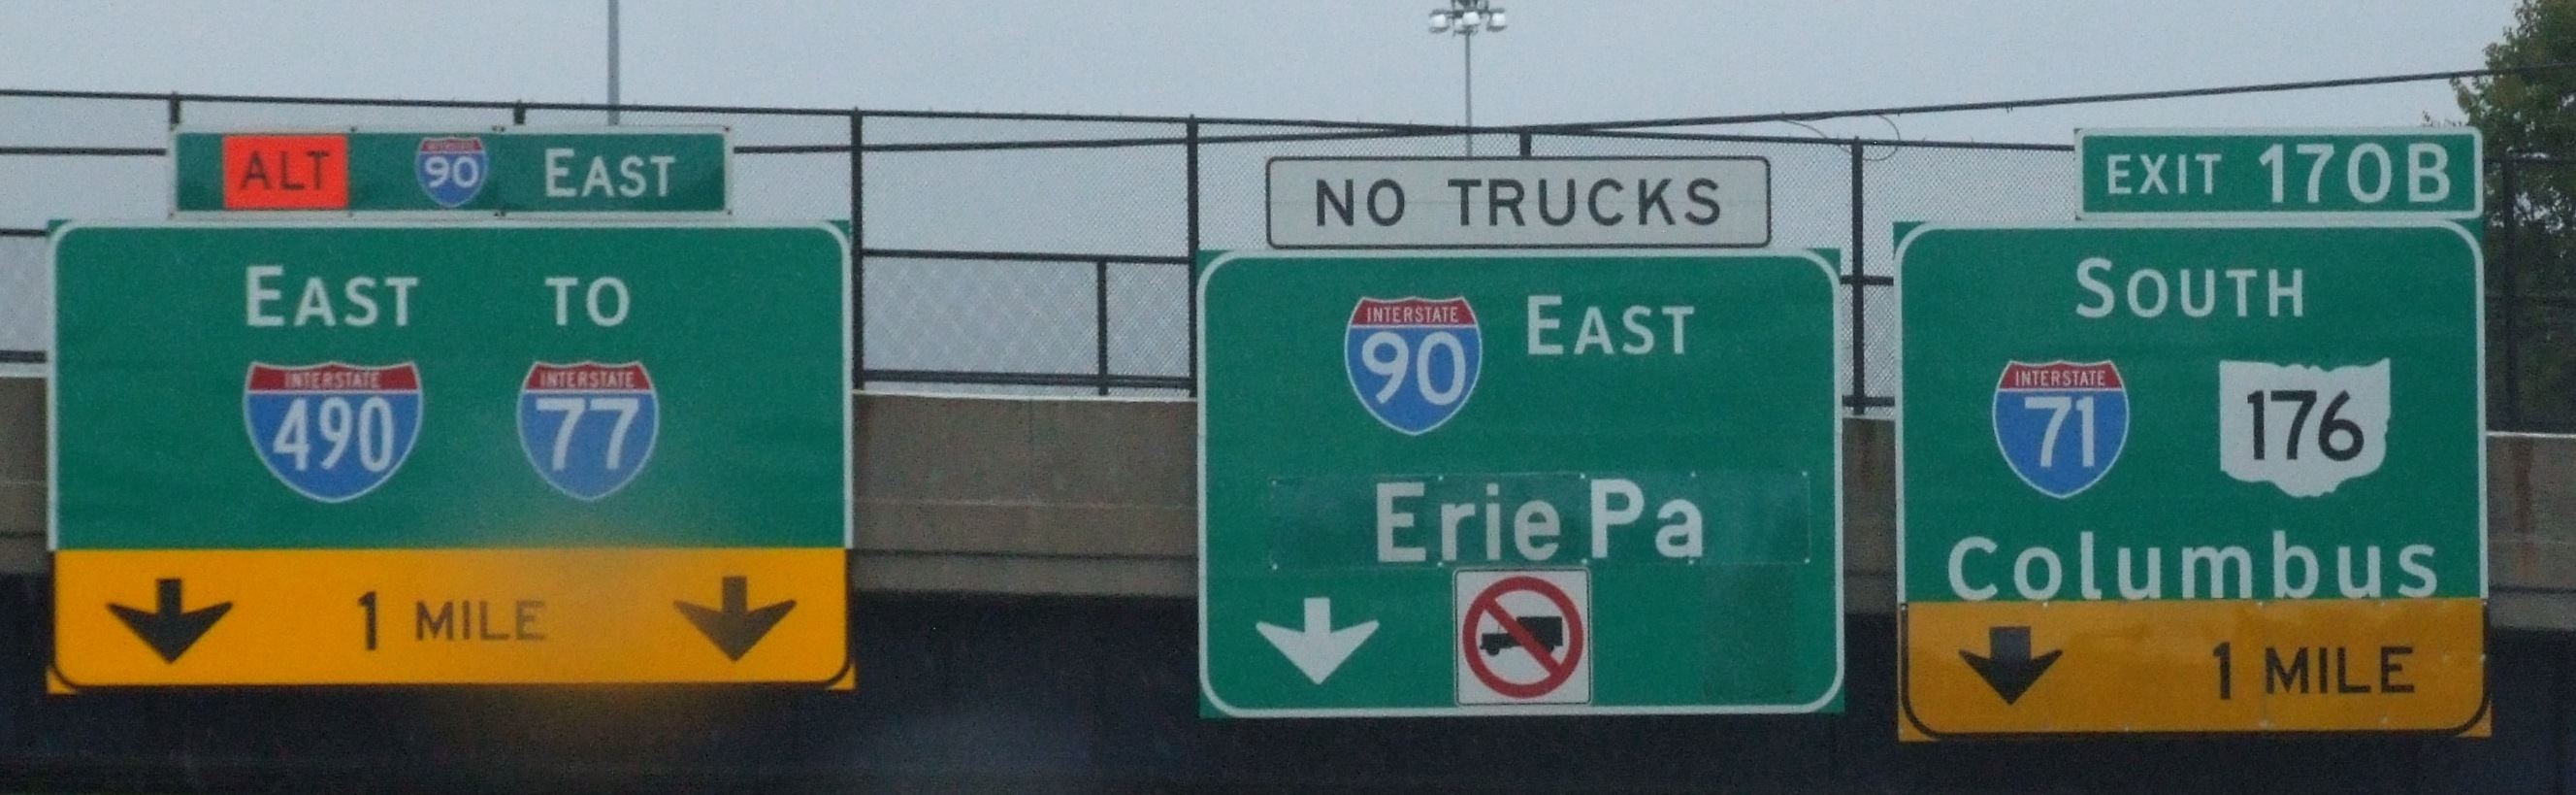 ALT INTERSTATE 90 EAST
EAST TO
INTERSTATE 490 INTERSTATE 77
1 MILE
NO TRUCKS
INTERSTATE 90 EAST
Erie Pa
EXIT 170B
SOUTH
INTERSTATE 71 176
Columbus
1 MILE